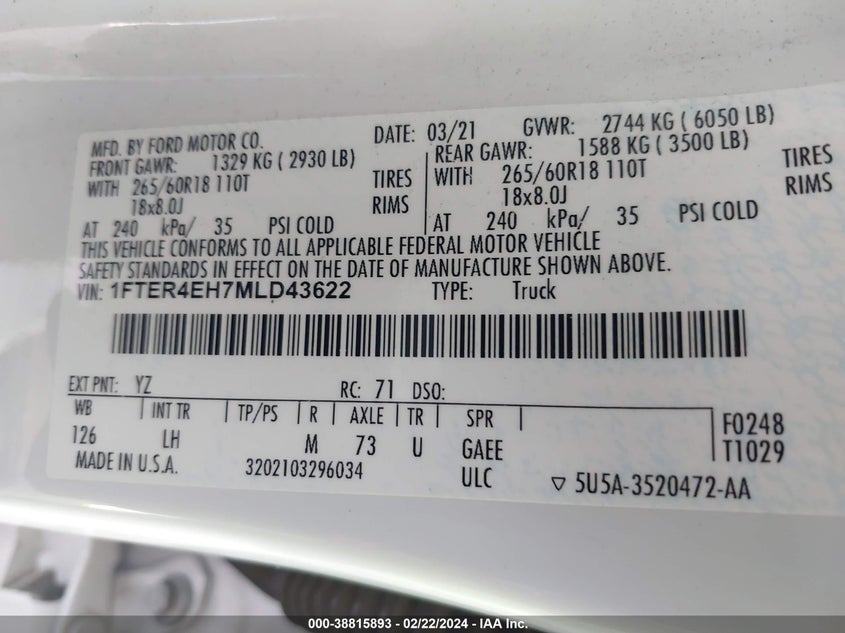 MFD. BY FORD MOTOR CO. DATE: 03/21 GVWR: 2744 KG ( 6050 LB)
FRONT GAWR: 1329 KG ( 2930 LB) REAR GAWR: 1588 KG ( 3500 LB)
WITH 265/60R18 110T TIRES WITH 265/60R18 110T TIRES
18x8.0J RIMS 18x8.0J RIMS
AT 240 kPa/ 35 PSI COLD AT 240 kPa/ 35 PSI COLD
THIS VEHICLE CONFORMS TO ALL APPLICABLE FEDERAL MOTOR VEHICLE
SAFETY STANDARDS IN EFFECT ON THE DATE OF MANUFACTURE SHOWN ABOVE.
VIN: 1FTER4EH7MLD43622 TYPE: Truck
EXT PNT: YZ RC: 71 DSO:
WB INT TR TP/PS R AXLE TR SPR F0248
126 LH M 73 U GAEE T1029
MADE IN U.S.A. 3202103296034 ULC 5U5A-3520472-AA
000-38815893 - 02/22/2024 - IAA Inc.